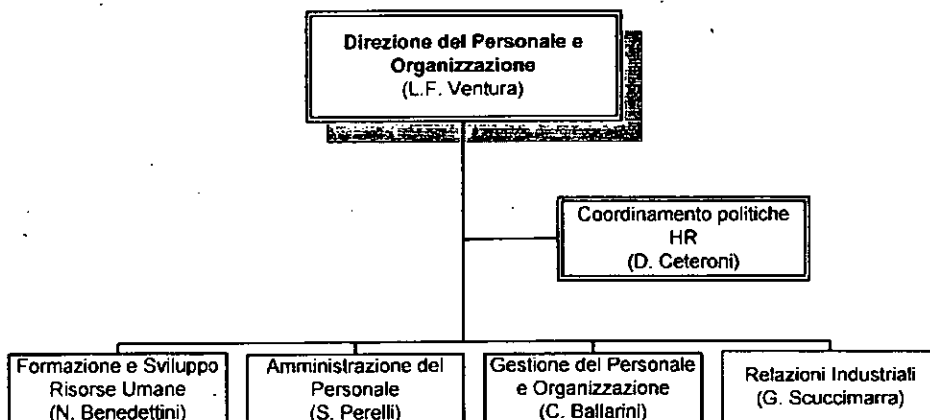 Direzione del Personale e
Organizzazione
(L.F. Ventura)
Coordinamento politiche
HR
(D. Ceteroni)
Formazione e Sviluppo
Risorse Umane
(N. Benedettini)
Amministrazione del
Personale
(S. Perelli)
Gestione del Personale
e Organizzazione
(C. Ballarini)
Relazioni Industriali
(G. Scuccimarra)